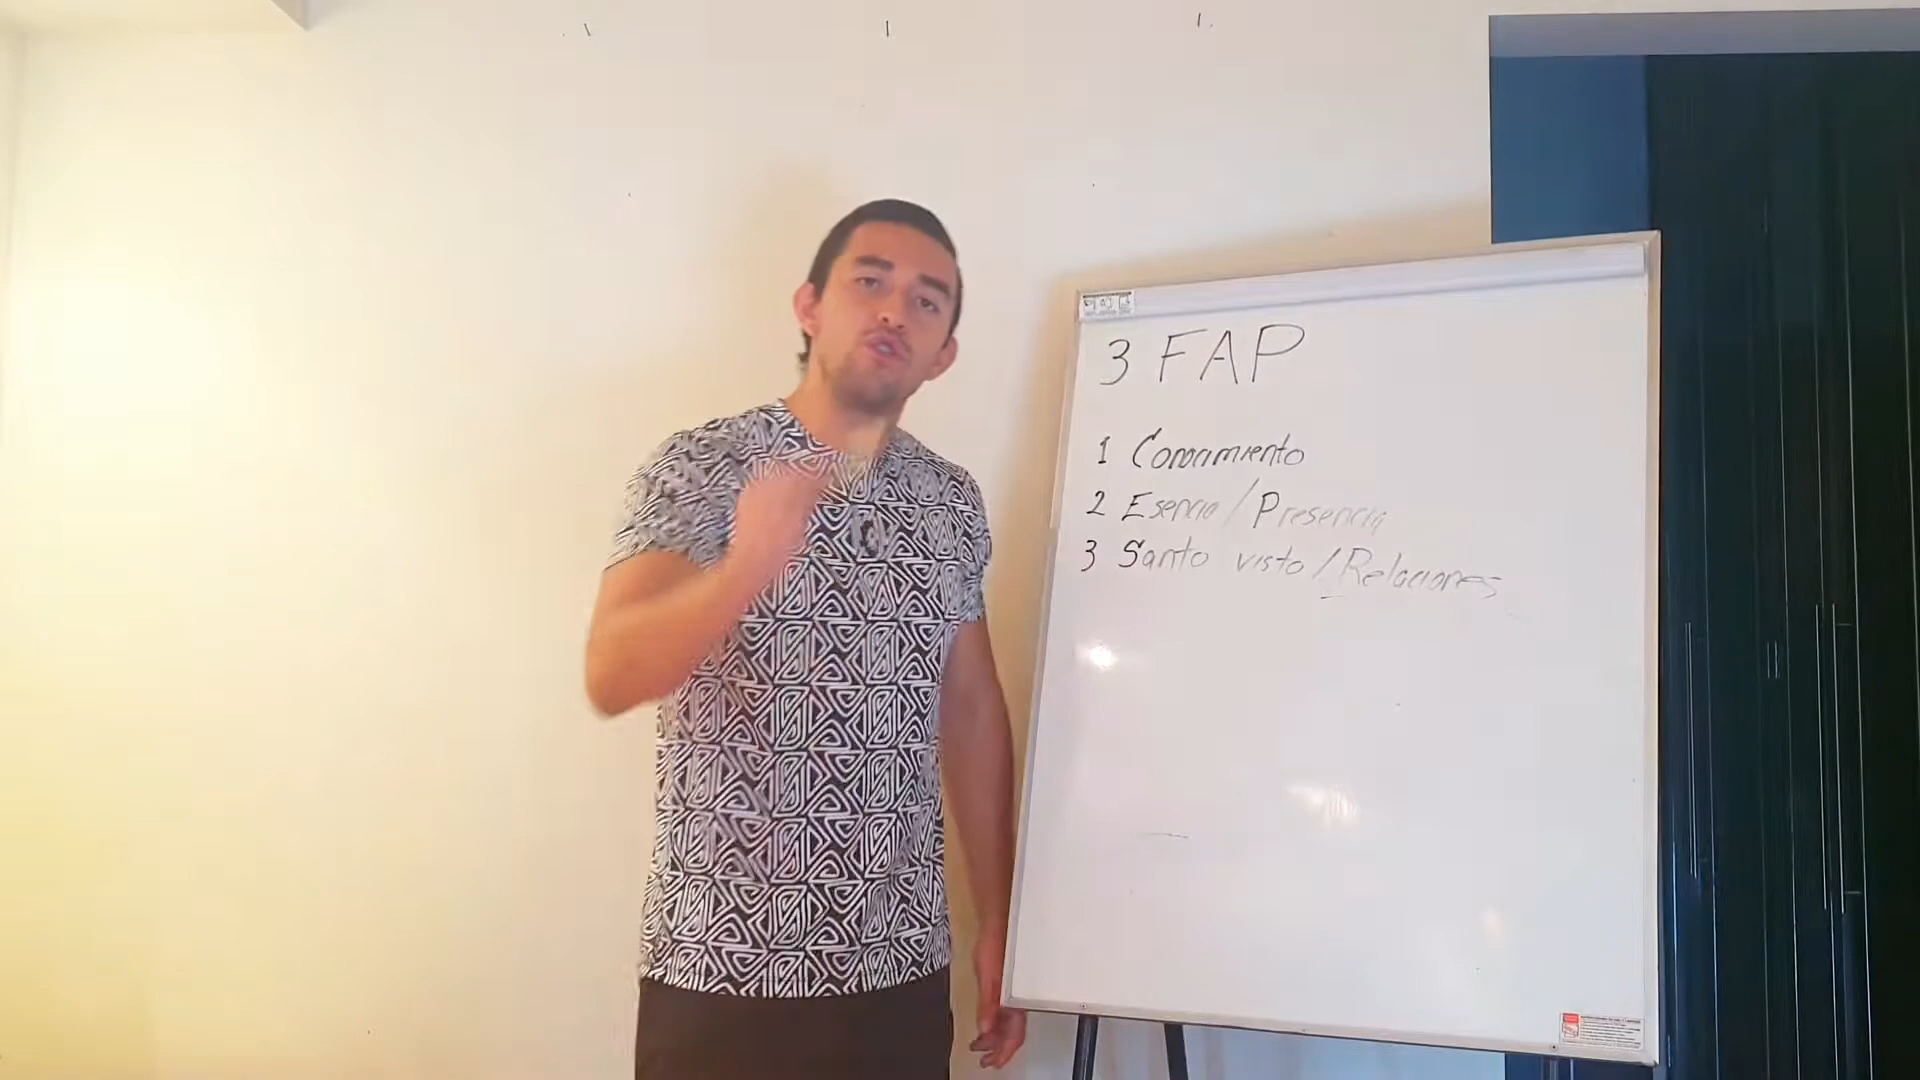 3 FAP
1 Conocimiento
2 Esencia / Presencia
3 Santo visto / Relaciones